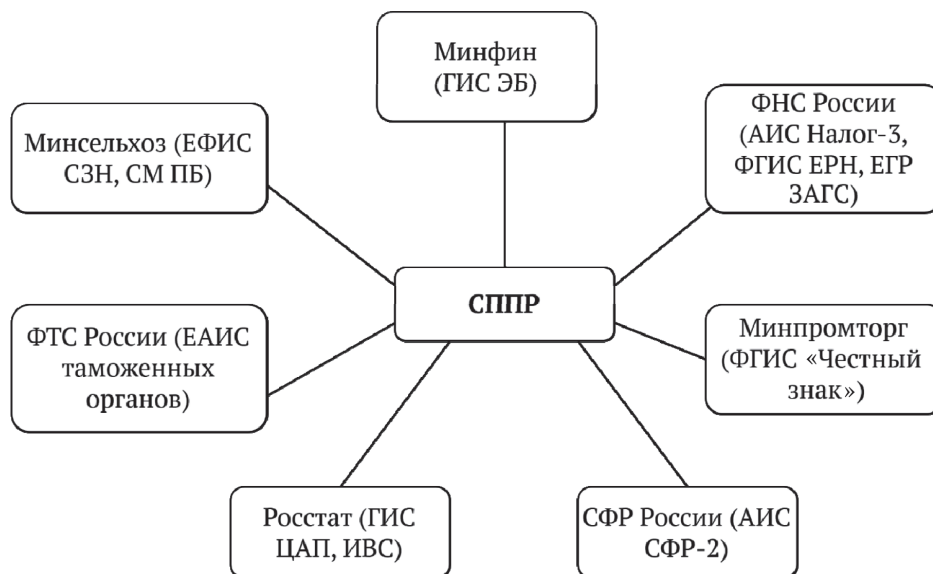 Минфин
(ГИС ЭБ)
ФНС России
(АИС Налог-3,
ФГИС ЕРН, ЕГР
ЗАГС)
Минсельхоз (ЕФИС
СЗН, СМ ПБ)
СППР
ФТС России (ЕАИС
таможенных
органов)
Минпромторг
(ФГИС «Честный
знак»)
Росстат (ГИС
ЦАП, ИВС)
СФР России (АИС
СФР-2)